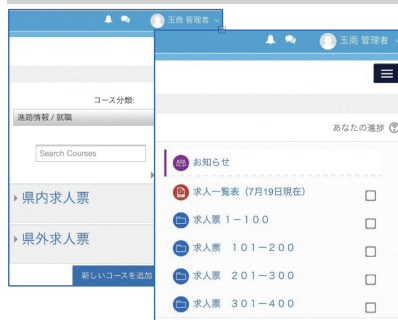 玉商 管理者
コース分類:
進路情報 / 就職
Search Courses
県内求人票
県外求人票
新しいコースを追加
玉商 管理者
あなたの進捗
お知らせ
求人一覧表（7月19日現在）
求人票 1－100
求人票 101－200
求人票 201－300
求人票 301－400